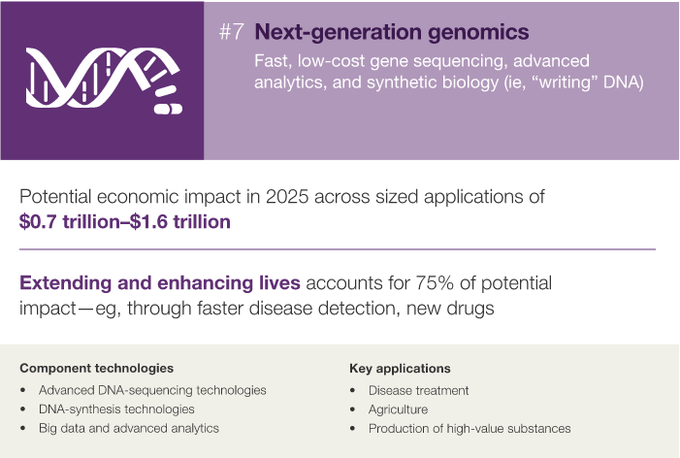 #7 Next-generation genomics
Fast, low-cost gene sequencing, advanced
analytics, and synthetic biology (ie, “writing” DNA)
Potential economic impact in 2025 across sized applications of
$0.7 trillion–$1.6 trillion
Extending and enhancing lives accounts for 75% of potential
impact—eg, through faster disease detection, new drugs
Component technologies
• Advanced DNA-sequencing technologies
• DNA-synthesis technologies
• Big data and advanced analytics
Key applications
• Disease treatment
• Agriculture
• Production of high-value substances